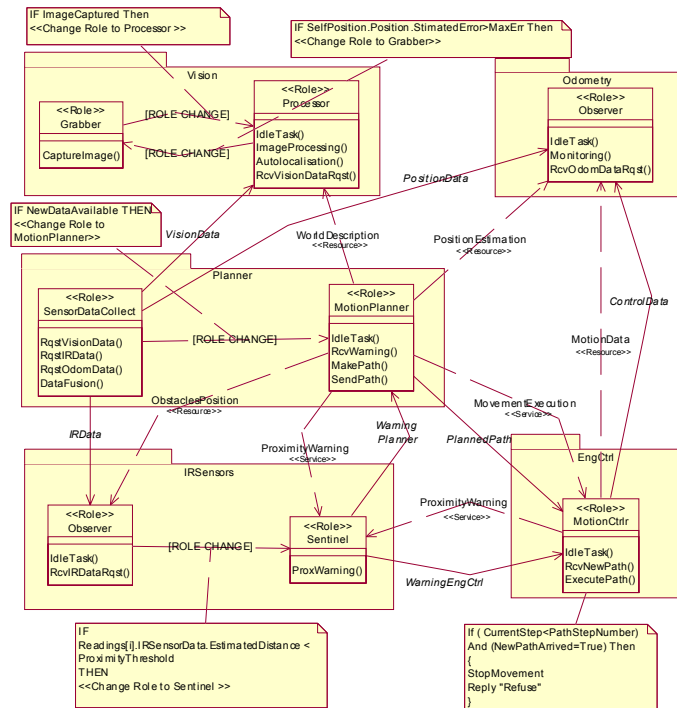 IF ImageCaptured Then
<<Change Role to Processor >>
IF SelfPosition.Position.StimatedError>MaxErr Then
<<Change Role to Grabber>>
Vision
<<Role>>
Grabber
CaptureImage()
[ROLE CHANGE]
[ROLE CHANGE]
<<Role>>
Processor
IdleTask()
ImageProcessing()
Autolocalisation()
RcvVisionDataRqst()
Odometry
<<Role>>
Observer
IdleTask()
Monitoring()
RcvOdomDataRqst()
PositionData
IF NewDataAvailable THEN
<<Change Role to
MotionPlanner>>
VisionData
WorldDescription
<<Resource>>
PositionEstimation
<<Resource>>
Planner
<<Role>>
SensorDataCollect
RqstVisionData()
RqstIRData()
RqstOdomData()
DataFusion()
[ROLE CHANGE]
<<Role>>
MotionPlanner
IdleTask()
RcvWarning()
MakePath()
SendPath()
ControlData
MotionData
<<Resource>>
ObstaclesPosition
<<Resource>>
MovementExecution
<<Service>>
IRData
ProximityWarning
<<Service>>
Warning
Planner
PlannedPath
IRSensors
EngCtrl
<<Role>>
Observer
IdleTask()
RcvIRDataRqst()
[ROLE CHANGE]
<<Role>>
Sentinel
ProxWarning()
ProximityWarning
<<Service>>
WarningEngCtrl
<<Role>>
MotionCtrlr
IdleTask()
RcvNewPath()
ExecutePath()
IF
Readings[i].IRSensorData.EstimatedDistance <
ProximityThreshold
THEN
<<Change Role to Sentinel >>
If ( CurrentStep<PathStepNumber)
And (NewPathArrived=True) Then
{
StopMovement
Reply "Refuse"
}